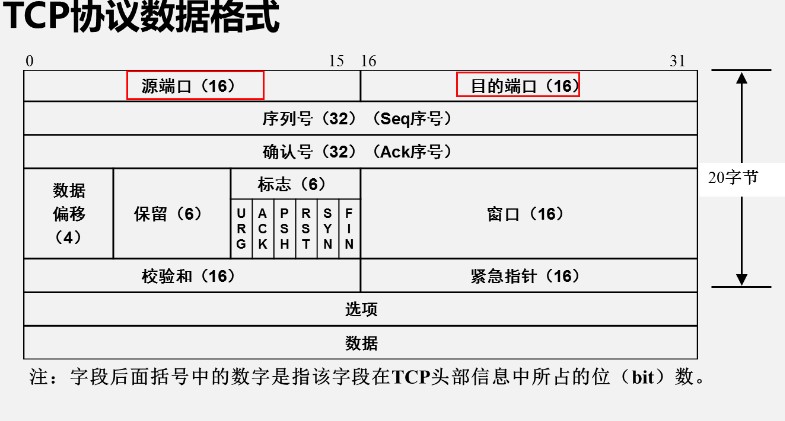 TCP协议数据格式
0 15 16 31
源端口（16） 目的端口（16）
序列号（32）（Seq序号）
确认号（32）（Ack序号）
数据偏移（4） 保留（6） 标志（6） URG ACK PSH RST SYN FIN 窗口（16）
校验和（16） 紧急指针（16）
选项
数据
20字节
注：字段后面括号中的数字是指该字段在TCP头部信息中所占的位（bit）数。